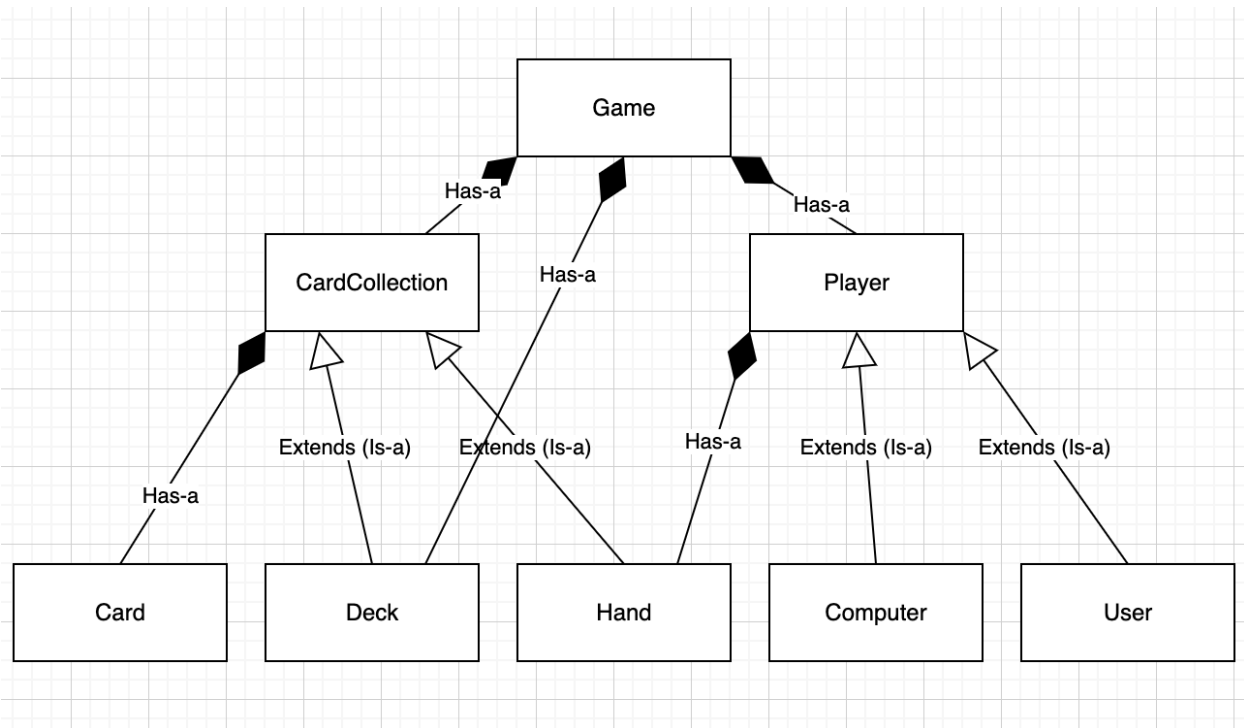 Game
Has-a
Has-a
Has-a
CardCollection
Player
Has-a
Extends (Is-a)
Extends (Is-a)
Has-a
Extends (Is-a)
Extends (Is-a)
Card
Deck
Hand
Computer
User